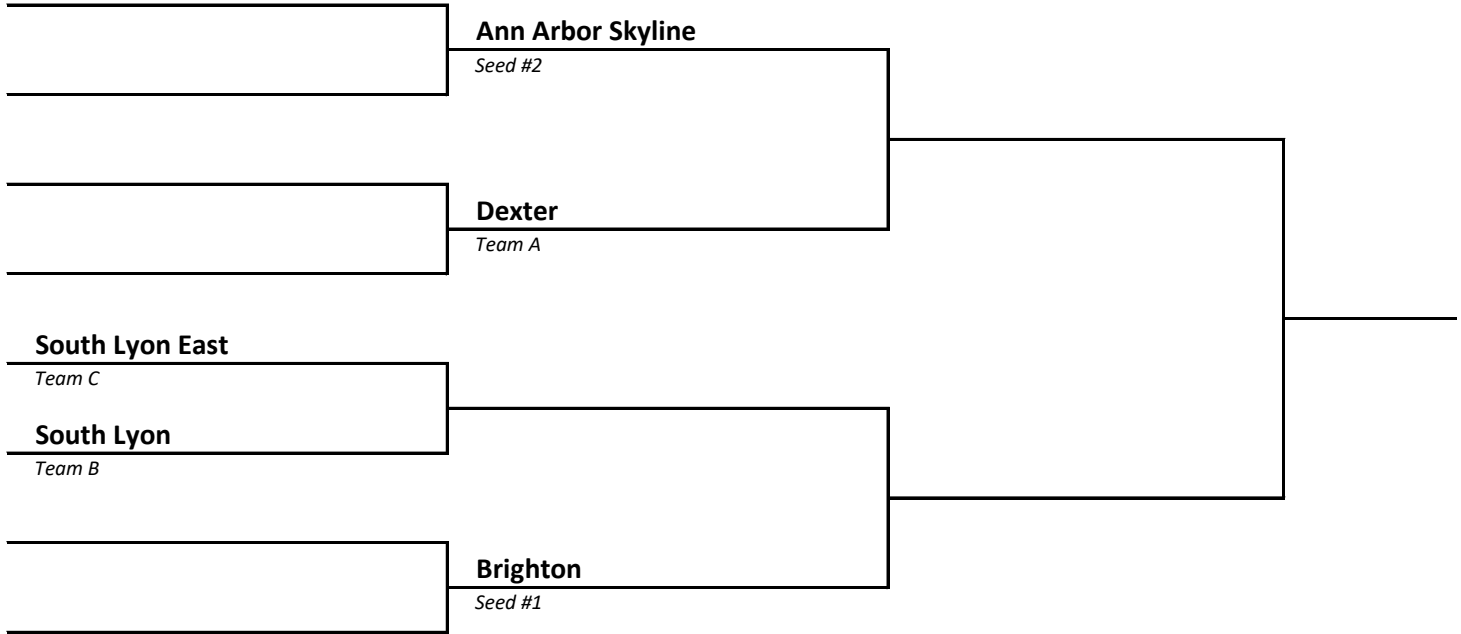 Ann Arbor Skyline
Seed #2
Dexter
Team A
South Lyon East
Team C
South Lyon
Team B
Brighton
Seed #1